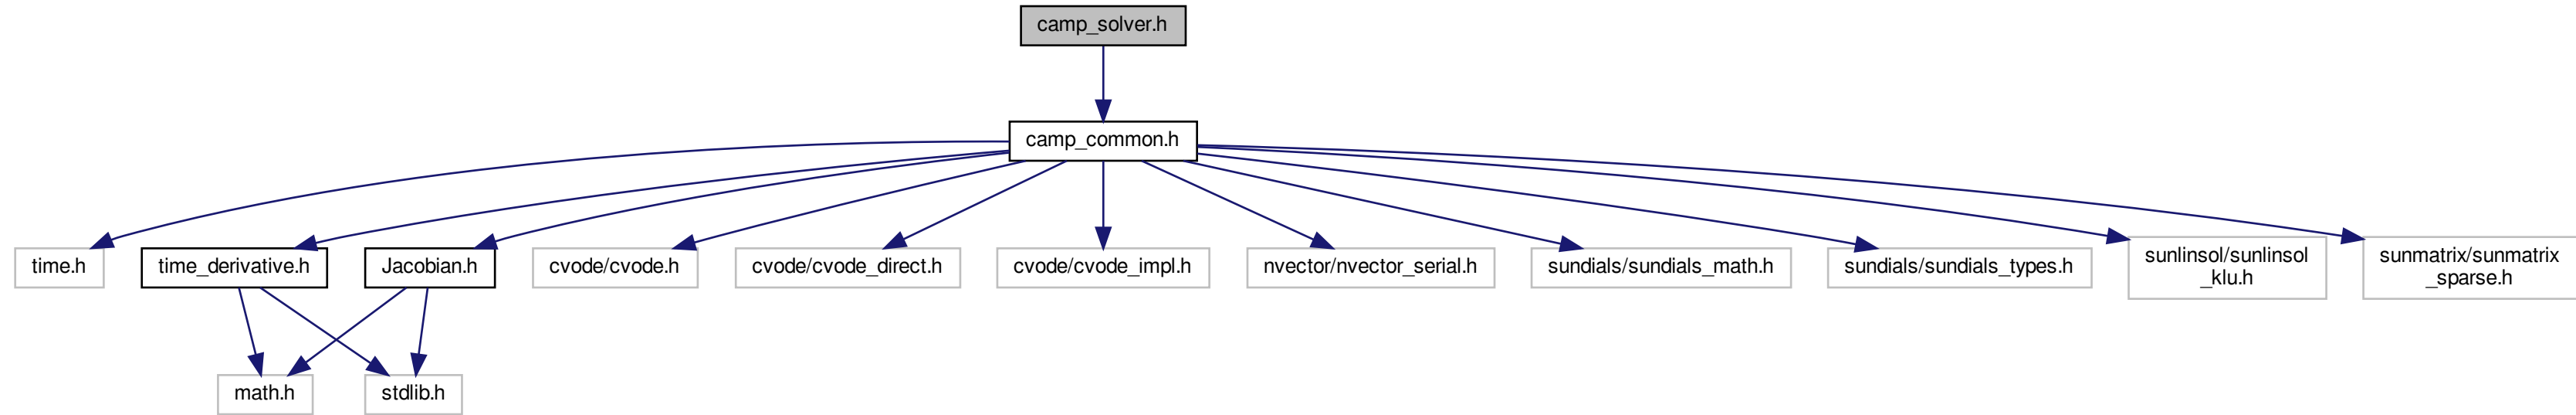 camp_solver.h
camp_common.h
time.h
time_derivative.h
Jacobian.h
cvode/cvode.h
cvode/cvode_direct.h
cvode/cvode_impl.h
nvector/nvector_serial.h
sundials/sundials_math.h
sundials/sundials_types.h
sunlinsol/sunlinsol
_klu.h
sunmatrix/sunmatrix
_sparse.h
math.h
stdlib.h